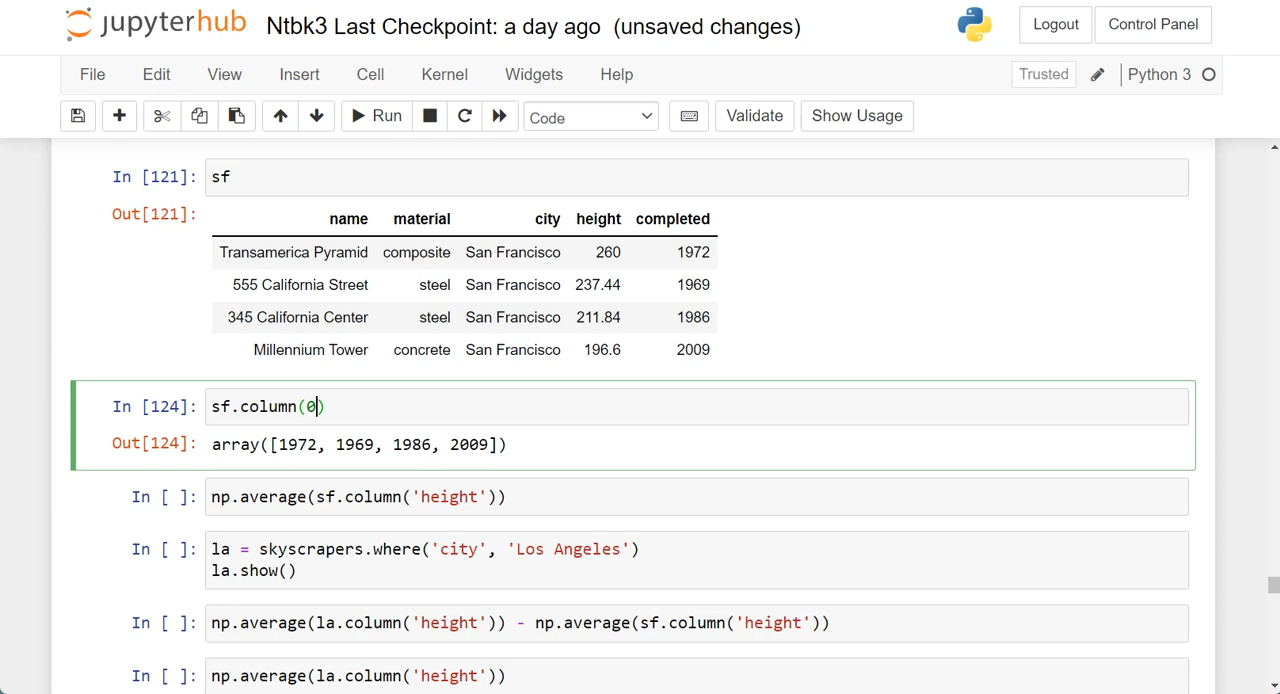 jupyterhub Ntbk3 Last Checkpoint: a day ago (unsaved changes) Logout Control Panel
File Edit View Insert Cell Kernel Widgets Help Trusted Python 3
Run Code Validate Show Usage
In [121]: sf
Out[121]:
name material city height completed
Transamerica Pyramid composite San Francisco 260 1972
555 California Street steel San Francisco 237.44 1969
345 California Center steel San Francisco 211.84 1986
Millennium Tower concrete San Francisco 196.6 2009
In [124]: sf.column(0)
Out[124]: array([1972, 1969, 1986, 2009])
In [ ]: np.average(sf.column('height'))
In [ ]: la = skyscrapers.where('city', 'Los Angeles')
la.show()
In [ ]: np.average(la.column('height')) - np.average(sf.column('height'))
In [ ]: np.average(la.column('height'))